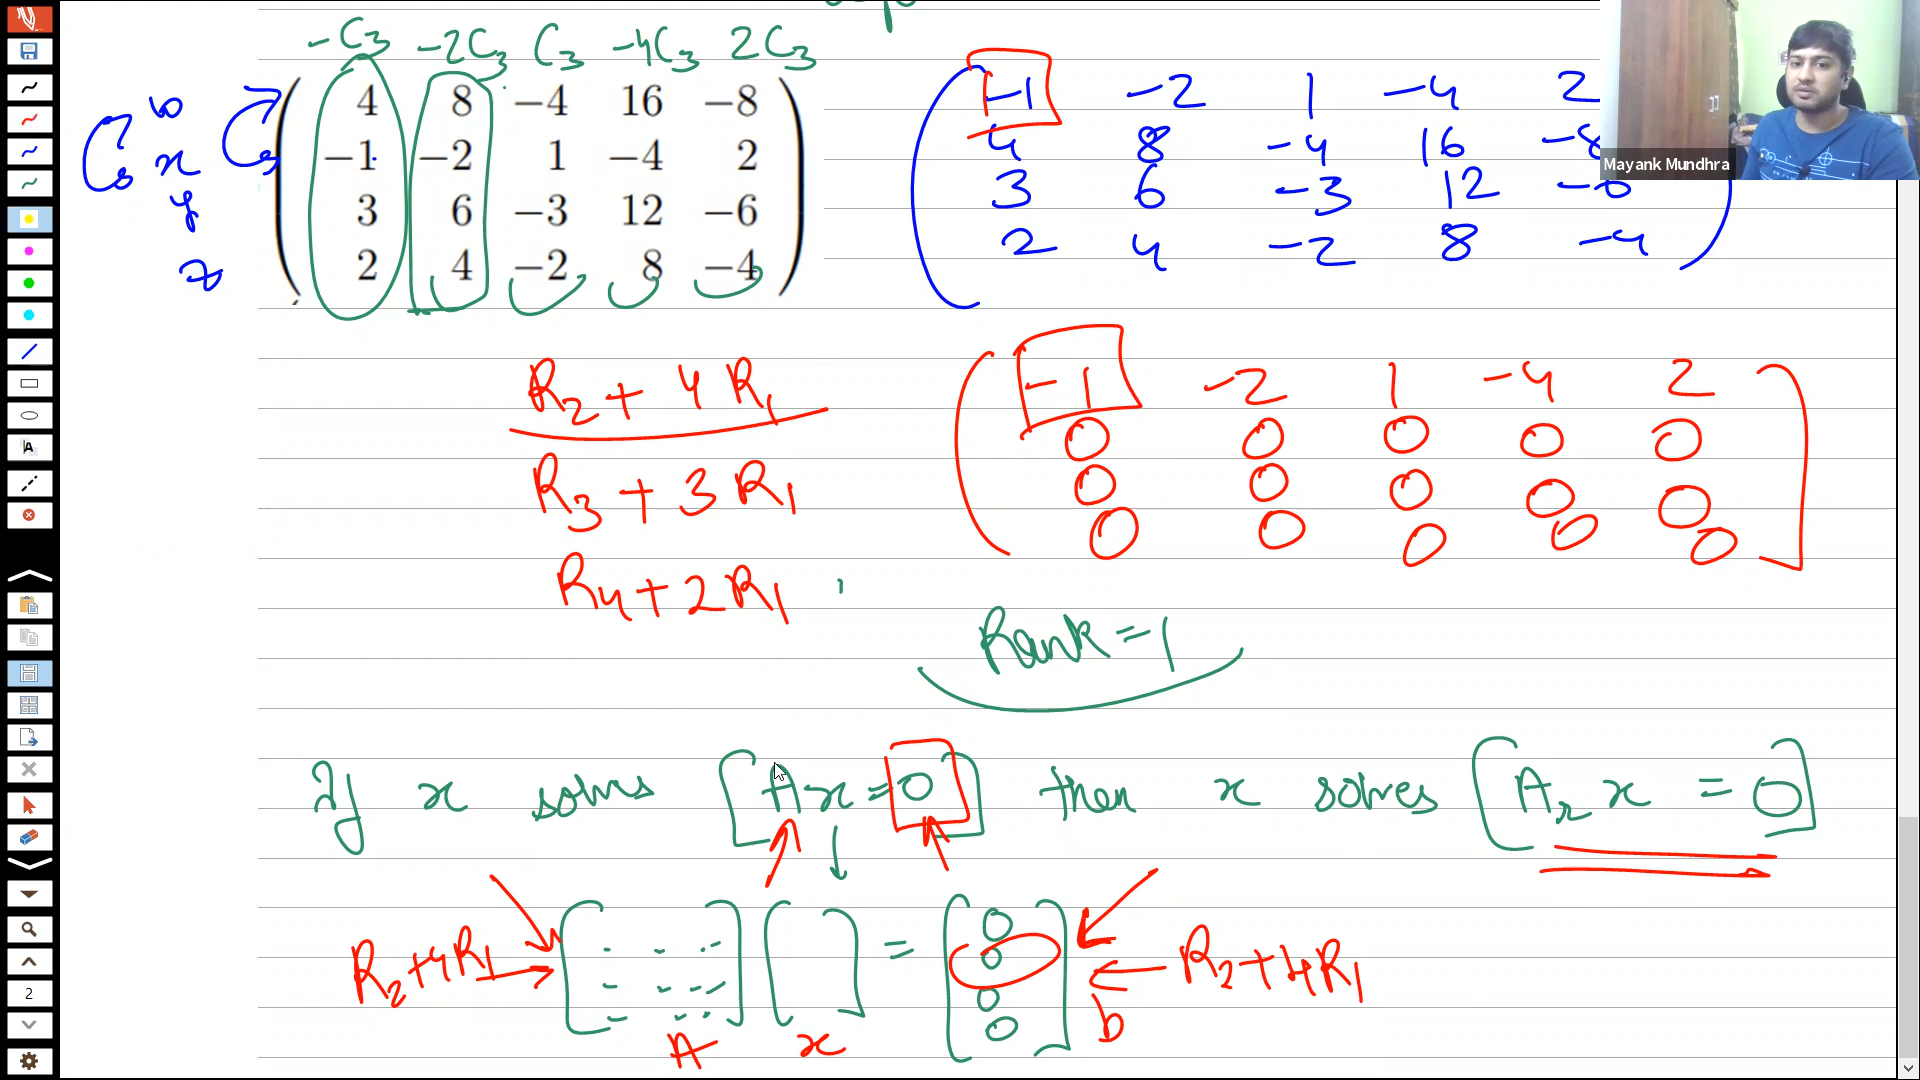 -C3 -2C3 C3 -4C3 2C3
4 8 −4 16 −8
−1 −2 1 −4 2
3 6 −3 12 −6
2 4 −2 8 −4
w
x
y
z
-1 -2 1 -4 2
4 8 -4 16 -8
3 6 -3 12 -6
2 4 -2 8 -4
Mayank Mundhra
R2 + 4R1
R3 + 3R1
R4 + 2R1
-1 -2 1 -4 2
0 0 0 0 0
0 0 0 0 0
0 0 0 0 0
Rank = 1
If x solves [Ax = 0] then x solves [Arx = 0]
R2+4R1 [ ] [ ] = [0 0 0 0] R2+4R1
A x b
A
2